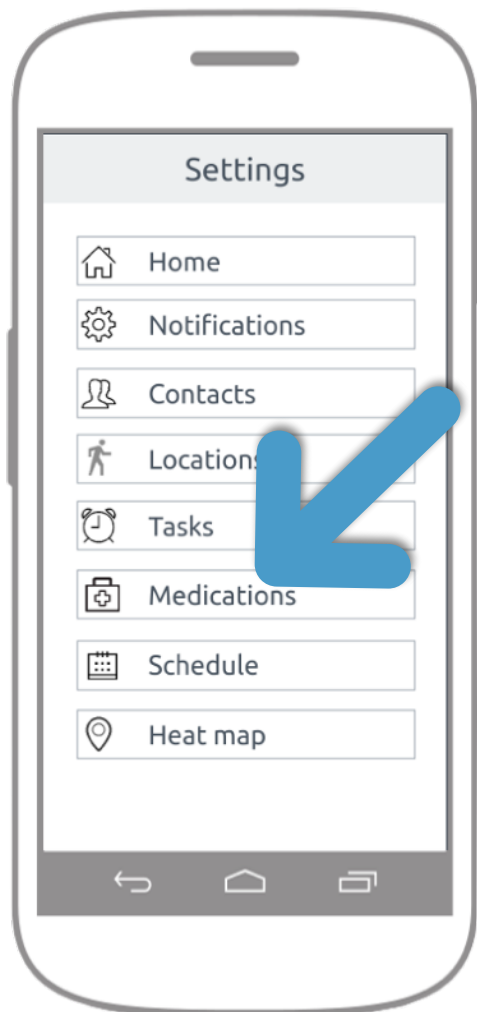 Settings
Home
Notifications
Contacts
Locations
Tasks
Medications
Schedule
Heat map